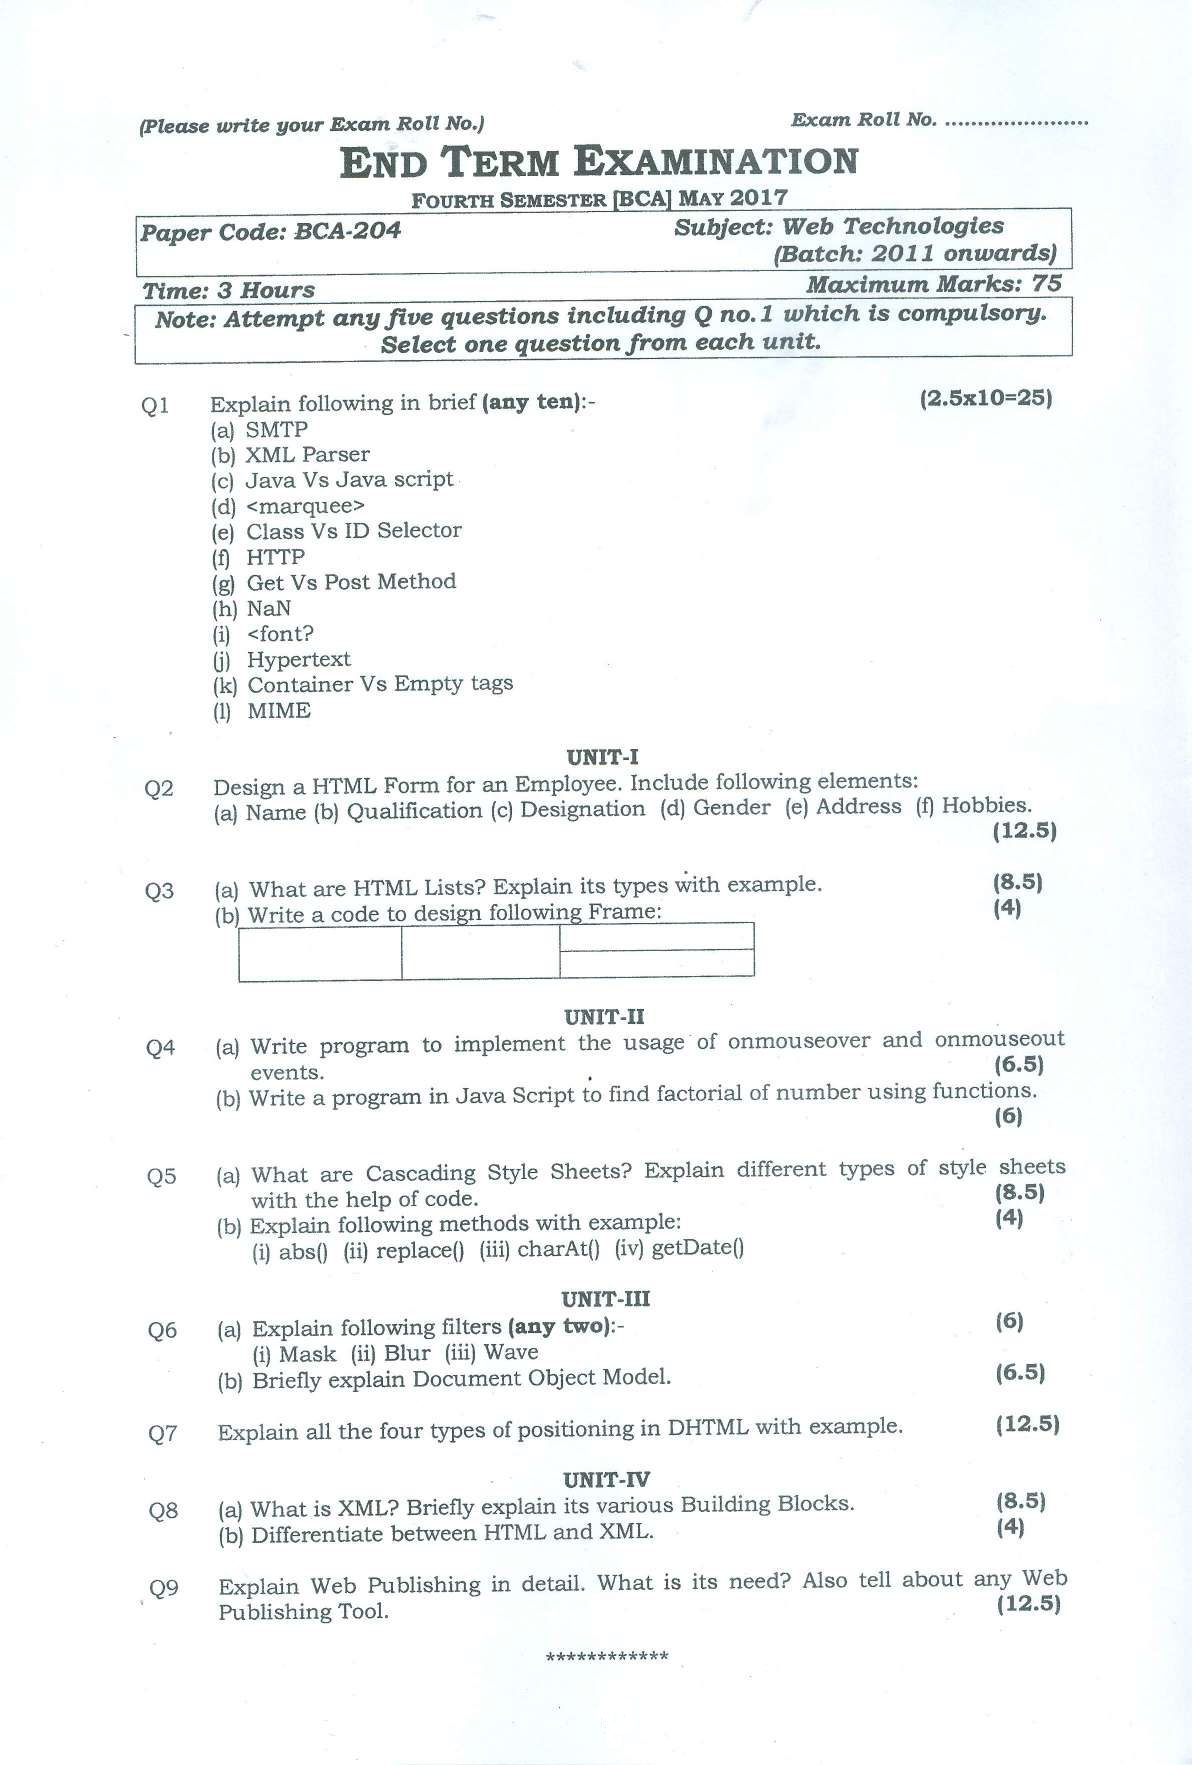 (Please write your Exam Roll No.) Exam Roll No. ......................
END TERM EXAMINATION
FOURTH SEMESTER [BCA] MAY 2017
Paper Code: BCA-204 Subject: Web Technologies
(Batch: 2011 onwards)
Time: 3 Hours Maximum Marks: 75
Note: Attempt any five questions including Q no.1 which is compulsory.
Select one question from each unit.
Q1 Explain following in brief (any ten):- (2.5x10=25)
(a) SMTP
(b) XML Parser
(c) Java Vs Java script
(d) <marquee>
(e) Class Vs ID Selector
(f) HTTP
(g) Get Vs Post Method
(h) NaN
(i) <font?
(j) Hypertext
(k) Container Vs Empty tags
(l) MIME
UNIT-I
Q2 Design a HTML Form for an Employee. Include following elements:
(a) Name (b) Qualification (c) Designation (d) Gender (e) Address (f) Hobbies.
(12.5)
Q3 (a) What are HTML Lists? Explain its types with example. (8.5)
(b) Write a code to design following Frame: (4)
UNIT-II
Q4 (a) Write program to implement the usage of onmouseover and onmouseout
events. (6.5)
(b) Write a program in Java Script to find factorial of number using functions.
(6)
Q5 (a) What are Cascading Style Sheets? Explain different types of style sheets
with the help of code. (8.5)
(b) Explain following methods with example: (4)
(i) abs() (ii) replace() (iii) charAt() (iv) getDate()
UNIT-III
Q6 (a) Explain following filters (any two):- (6)
(i) Mask (ii) Blur (iii) Wave
(b) Briefly explain Document Object Model. (6.5)
Q7 Explain all the four types of positioning in DHTML with example. (12.5)
UNIT-IV
Q8 (a) What is XML? Briefly explain its various Building Blocks. (8.5)
(b) Differentiate between HTML and XML. (4)
Q9 Explain Web Publishing in detail. What is its need? Also tell about any Web
Publishing Tool. (12.5)
************